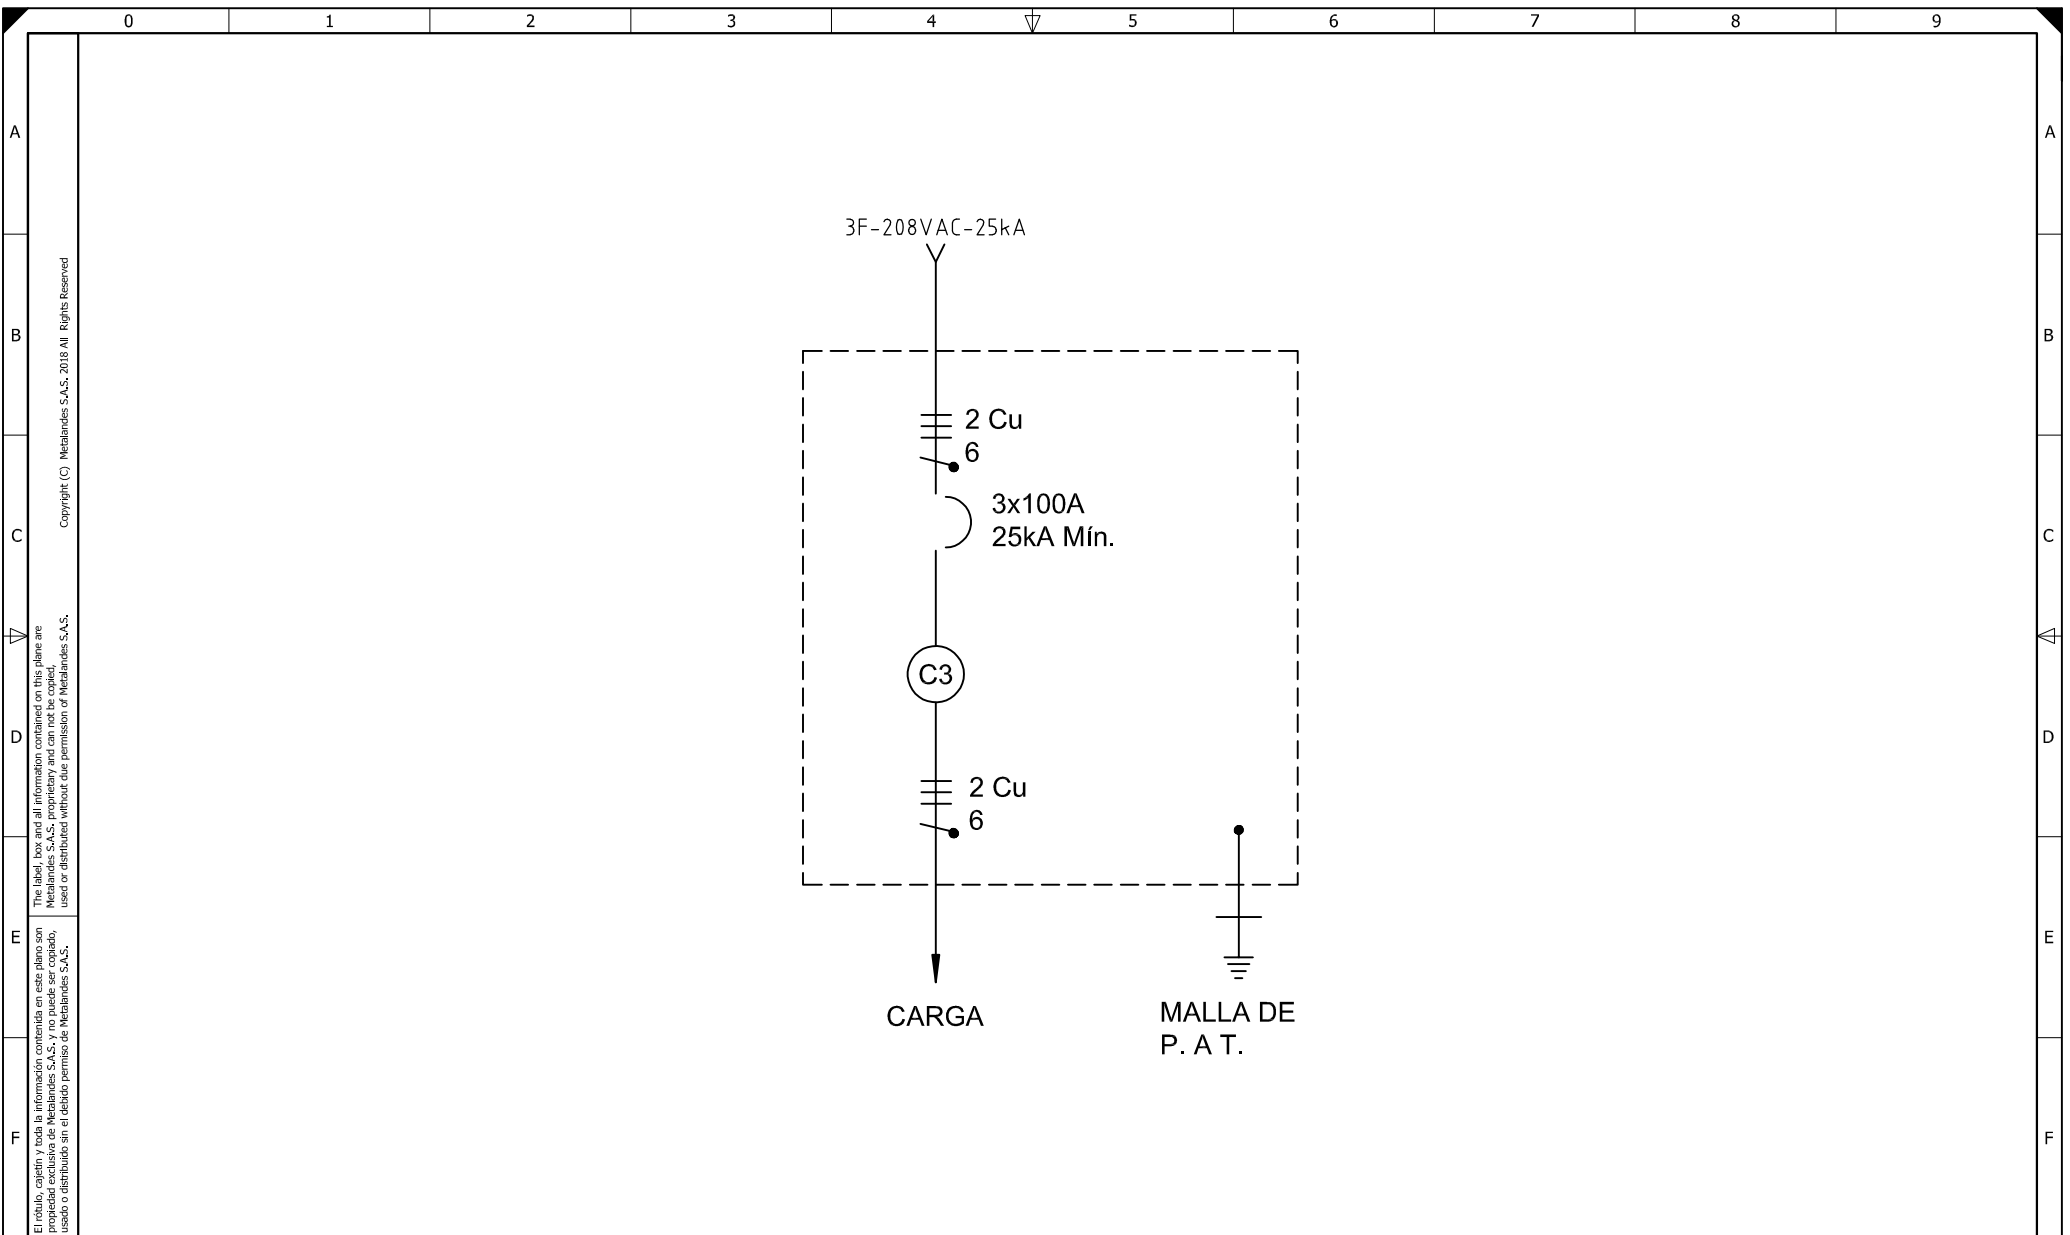 0 1 2 3 4 5 6 7 8 9
A A
B B
C C
D D
E E
F F
3F-208VAC-25kA
2 Cu
6
3x100A
25kA Mín.
C3
2 Cu
6
CARGA
MALLA DE
P. A T.
Copyright (C) Metalandes S.A.S. 2018 All Rights Reserved
The label, box and all information contained on this plane are
Metalandes S.A.S. proprietary and can not be copied,
used or distributed without due permission of Metalandes S.A.S.
El rótulo, cajetín y toda la información contenida en este plano son
propiedad exclusiva de Metalandes S.A.S. y no puede ser copiado,
usado o distribuido sin el debido permiso de Metalandes S.A.S.